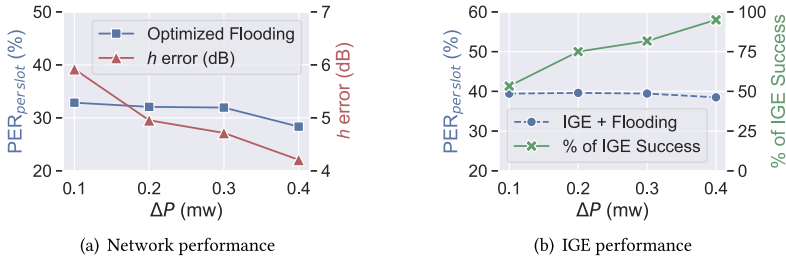 50
40
30
20
PER per slot (%)
Optimized Flooding
h error (dB)
7
6
5
4
h error (dB)
0.1 0.2 0.3 0.4
ΔP (mw)
(a) Network performance
60
50
40
30
20
PER per slot (%)
IGE + Flooding
% of IGE Success
100
75
50
25
0
% of IGE Success
0.1 0.2 0.3 0.4
ΔP (mw)
(b) IGE performance